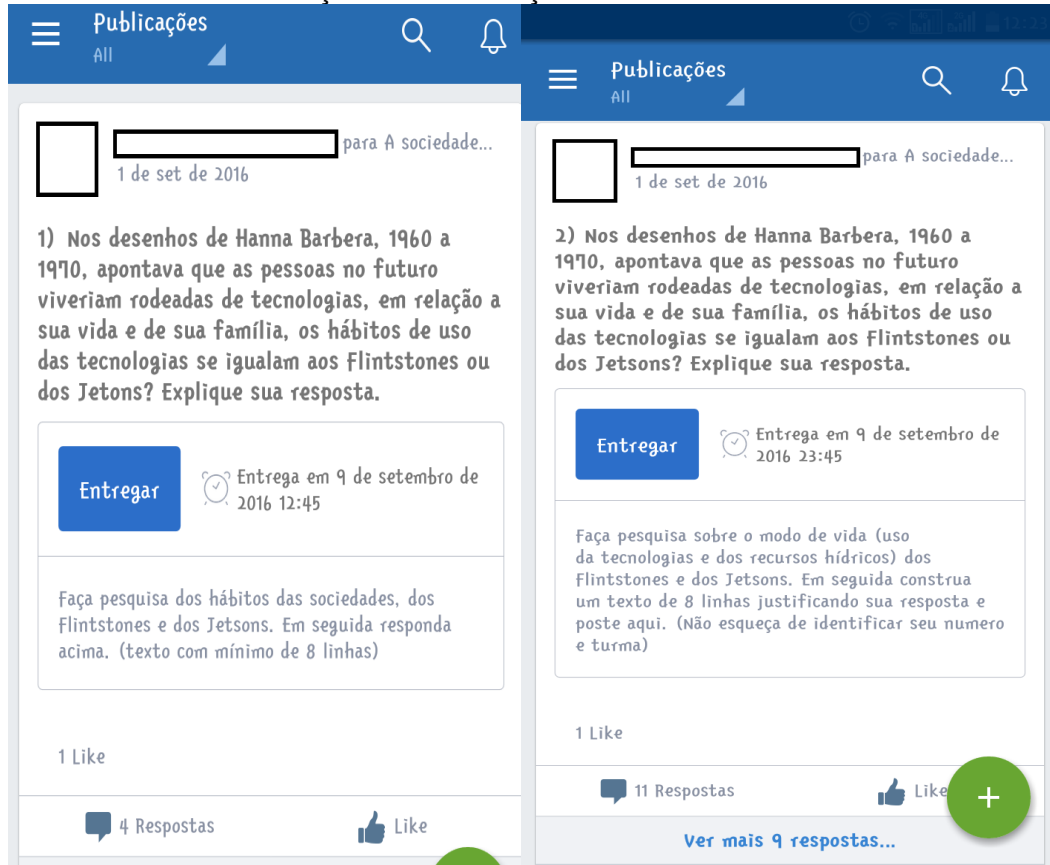 Publicações
All
para A sociedade...
1 de set de 2016
1) Nos desenhos de Hanna Barbera, 1960 a
1970, apontava que as pessoas no futuro
viveriam rodeadas de tecnologias, em relação a
sua vida e de sua família, os hábitos de uso
das tecnologias se igualam aos Flintstones ou
dos Jetons? Explique sua resposta.
Entregar
Entrega em 9 de setembro de
2016 12:45
Faça pesquisa dos hábitos das sociedades, dos
Flintstones e dos Jetsons. Em seguida responda
acima. (texto com mínimo de 8 linhas)
1 Like
4 Respostas
Like
12:23
Publicações
All
para A sociedade...
1 de set de 2016
2) Nos desenhos de Hanna Barbera, 1960 a
1970, apontava que as pessoas no futuro
viveriam rodeadas de tecnologias, em relação a
sua vida e de sua família, os hábitos de uso
das tecnologias se igualam aos Flintstones ou
dos Jetsons? Explique sua resposta.
Entregar
Entrega em 9 de setembro de
2016 23:45
Faça pesquisa sobre o modo de vida (uso
da tecnologias e dos recursos hídricos) dos
Flintstones e dos Jetsons. Em seguida construa
um texto de 8 linhas justificando sua resposta e
poste aqui. (Não esqueça de identificar seu numero
e turma)
1 Like
11 Respostas
Like
Ver mais 9 respostas...